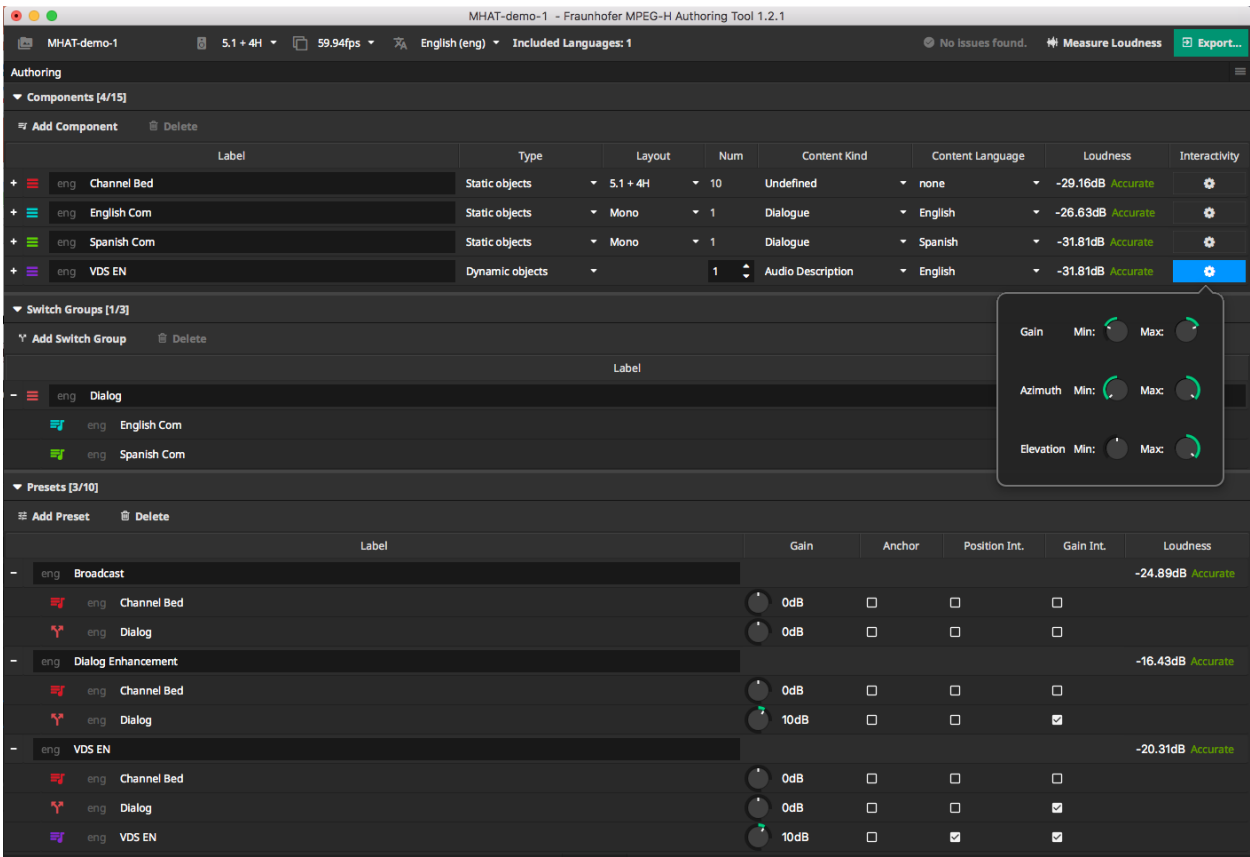 MHAT-demo-1 - Fraunhofer MPEG-H Authoring Tool 1.2.1
MHAT-demo-1 5.1 + 4H 59.94fps English (eng) Included Languages: 1 No issues found. Measure Loudness Export...
Authoring
Components [4/15]
Add Component Delete
Label Type Layout Num Content Kind Content Language Loudness Interactivity
+ eng Channel Bed Static objects 5.1 + 4H 10 Undefined none -29.16dB Accurate
+ eng English Com Static objects Mono 1 Dialogue English -26.63dB Accurate
+ eng Spanish Com Static objects Mono 1 Dialogue Spanish -31.81dB Accurate
+ eng VDS EN Dynamic objects 1 Audio Description English -31.81dB Accurate
Switch Groups [1/3]
Add Switch Group Delete
Label
- eng Dialog
eng English Com
eng Spanish Com
Gain Min: Max:
Azimuth Min: Max:
Elevation Min: Max:
Presets [3/10]
Add Preset Delete
Label Gain Anchor Position Int. Gain Int. Loudness
- eng Broadcast -24.89dB Accurate
eng Channel Bed 0dB
eng Dialog 0dB
- eng Dialog Enhancement -16.43dB Accurate
eng Channel Bed 0dB
eng Dialog 10dB
- eng VDS EN -20.31dB Accurate
eng Channel Bed 0dB
eng Dialog 0dB
eng VDS EN 10dB